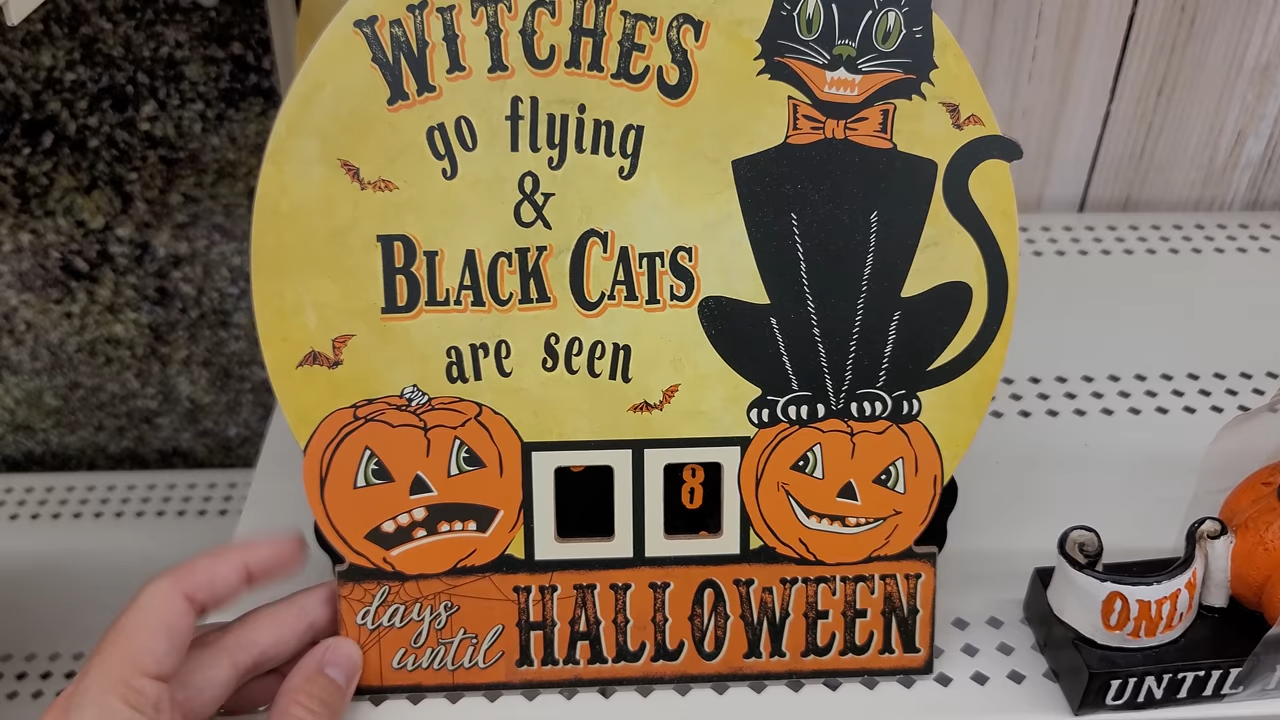 WITCHES
go flying
&
BLACK CATS
are seen
8
days until HALLOWEEN
ONLY
UNTIL